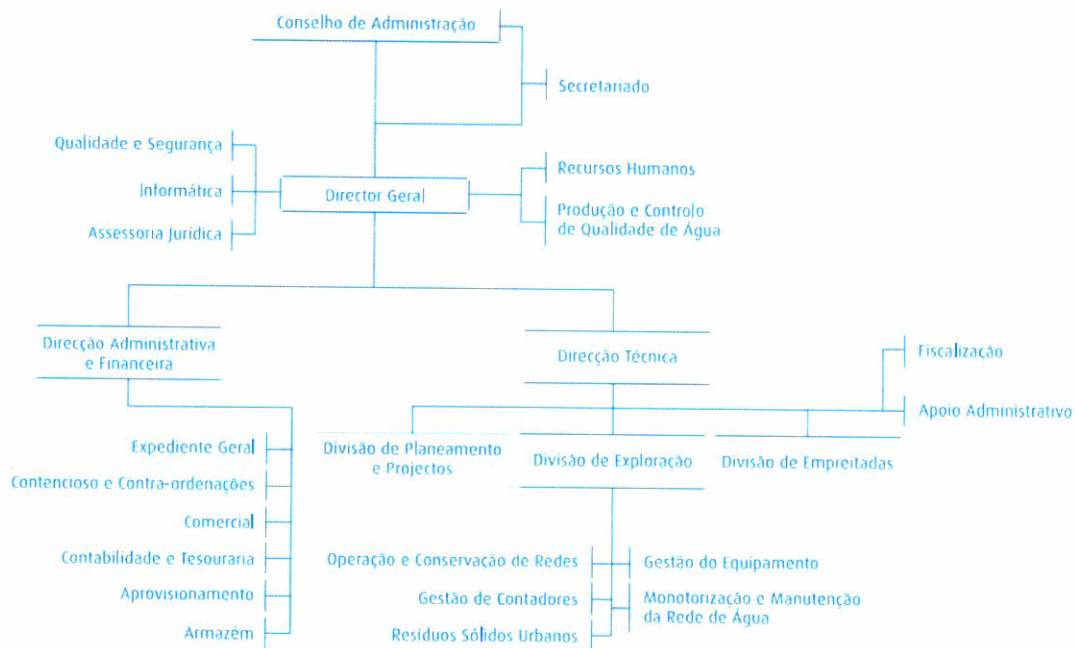 Conselho de Administração
Secretariado
Qualidade e Segurança
Informática
Assessoria Jurídica
Director Geral
Recursos Humanos
Produção e Controlo
de Qualidade de Água
Direcção Administrativa
e Financeira
Direcção Técnica
Fiscalização
Apoio Administrativo
Expediente Geral
Contencioso e Contra-ordenações
Comercial
Contabilidade e Tesouraria
Aprovisionamento
Armazém
Divisão de Planeamento
e Projectos
Divisão de Exploração
Divisão de Empreitadas
Operação e Conservação de Redes
Gestão de Contadores
Resíduos Sólidos Urbanos
Gestão do Equipamento
Monotorização e Manutenção
da Rede de Água